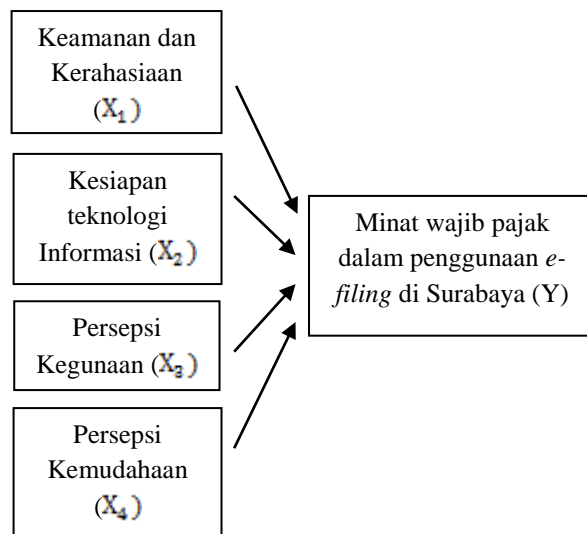 Keamanan dan
Kerahasiaan
(X₁)
Kesiapan
teknologi
Informasi (X₂)
Persepsi
Kegunaan (X₃)
Persepsi
Kemudahaan
(X₄)
Minat wajib pajak
dalam penggunaan e-
filing di Surabaya (Y)